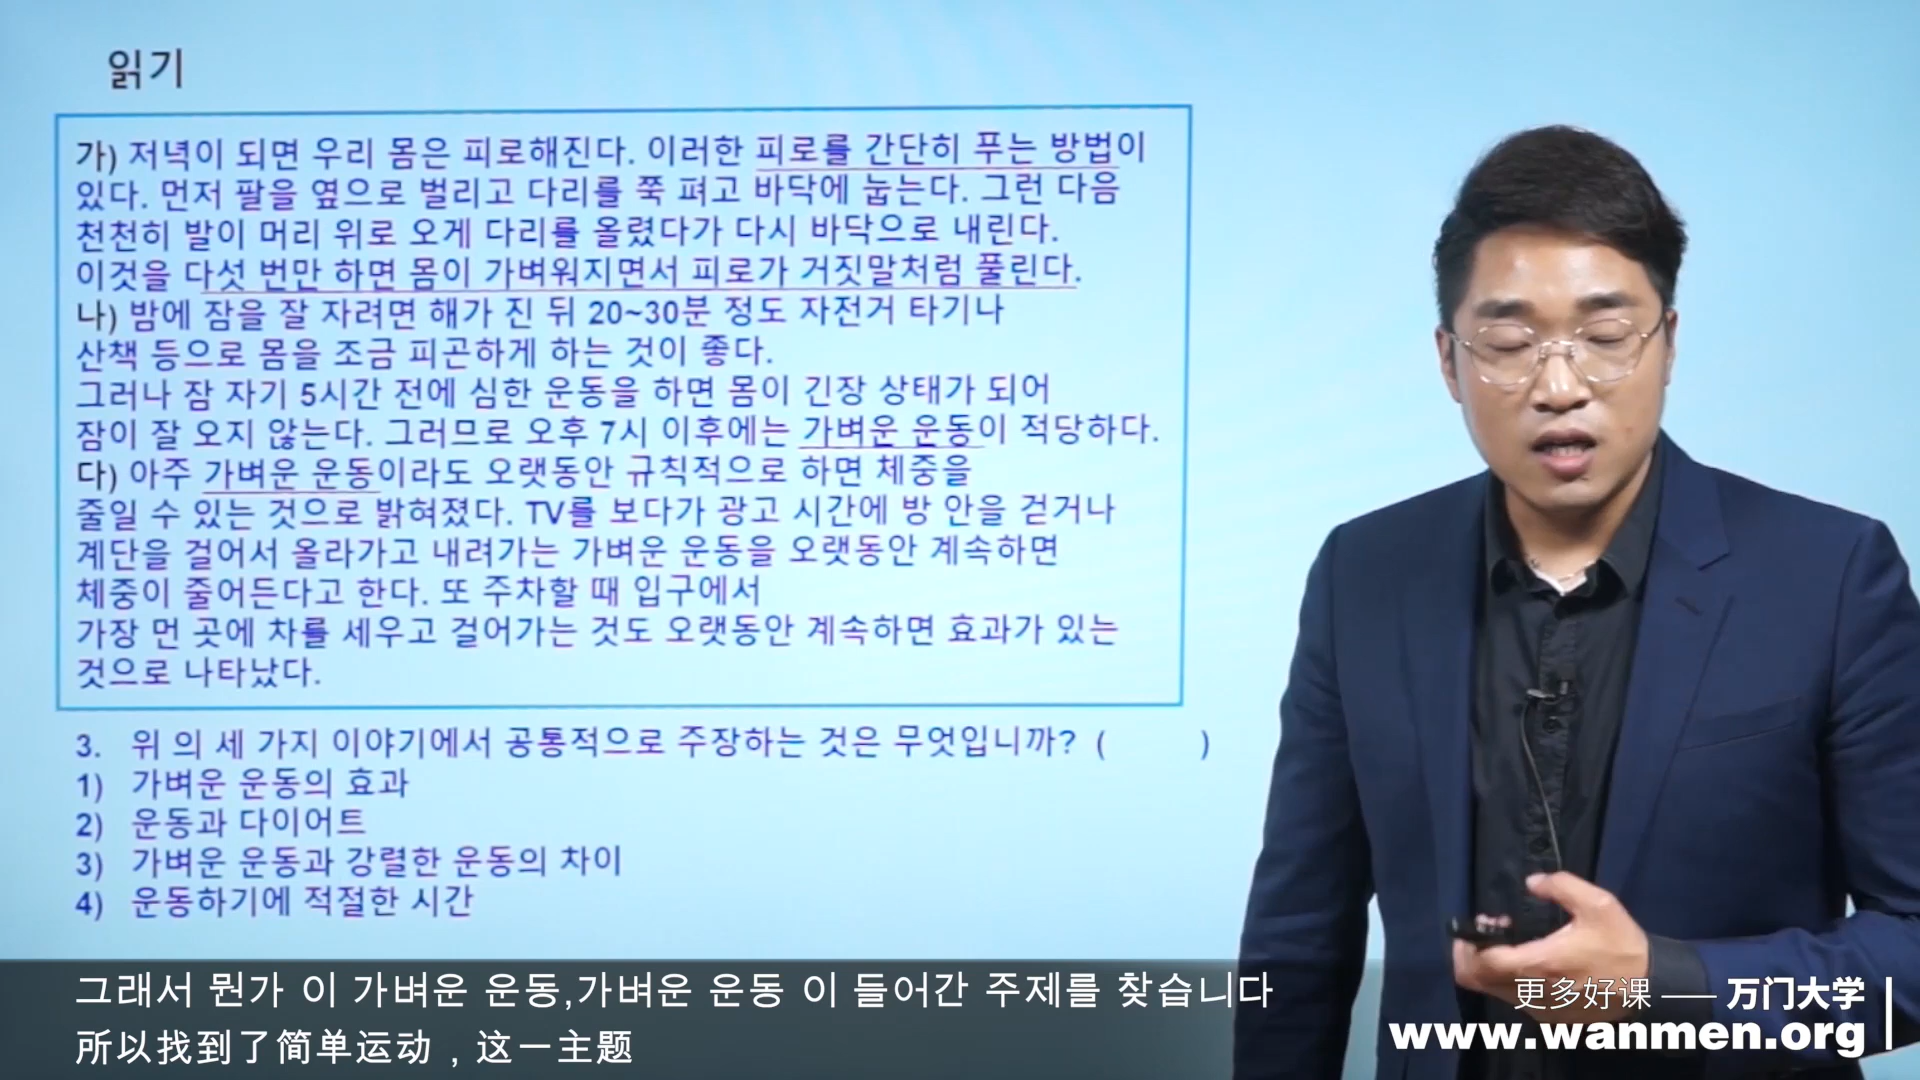 읽기
가) 저녁이 되면 우리 몸은 피로해진다. 이러한 피로를 간단히 푸는 방법이
있다. 먼저 팔을 옆으로 벌리고 다리를 쭉 펴고 바닥에 눕는다. 그런 다음
천천히 발이 머리 위로 오게 다리를 올렸다가 다시 바닥으로 내린다.
이것을 다섯 번만 하면 몸이 가벼워지면서 피로가 거짓말처럼 풀린다.
나) 밤에 잠을 잘 자려면 해가 진 뒤 20~30분 정도 자전거 타기나
산책 등으로 몸을 조금 피곤하게 하는 것이 좋다.
그러나 잠 자기 5시간 전에 심한 운동을 하면 몸이 긴장 상태가 되어
잠이 잘 오지 않는다. 그러므로 오후 7시 이후에는 가벼운 운동이 적당하다.
다) 아주 가벼운 운동이라도 오랫동안 규칙적으로 하면 체중을
줄일 수 있는 것으로 밝혀졌다. TV를 보다가 광고 시간에 방 안을 걷거나
계단을 걸어서 올라가고 내려가는 가벼운 운동을 오랫동안 계속하면
체중이 줄어든다고 한다. 또 주차할 때 입구에서
가장 먼 곳에 차를 세우고 걸어가는 것도 오랫동안 계속하면 효과가 있는
것으로 나타났다.
3. 위 의 세 가지 이야기에서 공통적으로 주장하는 것은 무엇입니까? ( )
1) 가벼운 운동의 효과
2) 운동과 다이어트
3) 가벼운 운동과 강렬한 운동의 차이
4) 운동하기에 적절한 시간
그래서 뭔가 이 가벼운 운동,가벼운 운동 이 들어간 주제를 찾습니다
所以找到了简单运动，这一主题
更多好课 —— 万门大学
www.wanmen.org